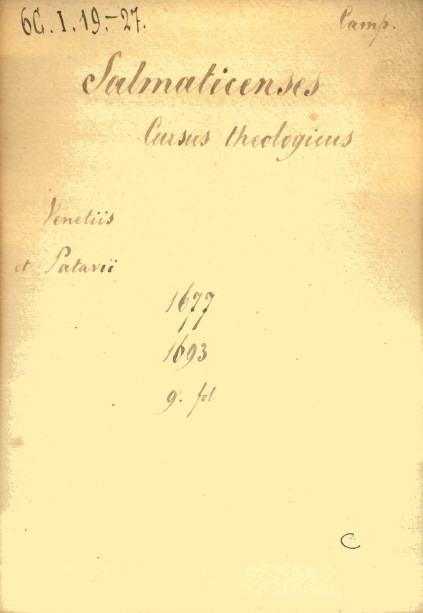 6C. I. 19.-27. Camp.
Salmaticenses
Cursus theologicus
Venetiis
et Patavii
1677
1693
9. fol
C